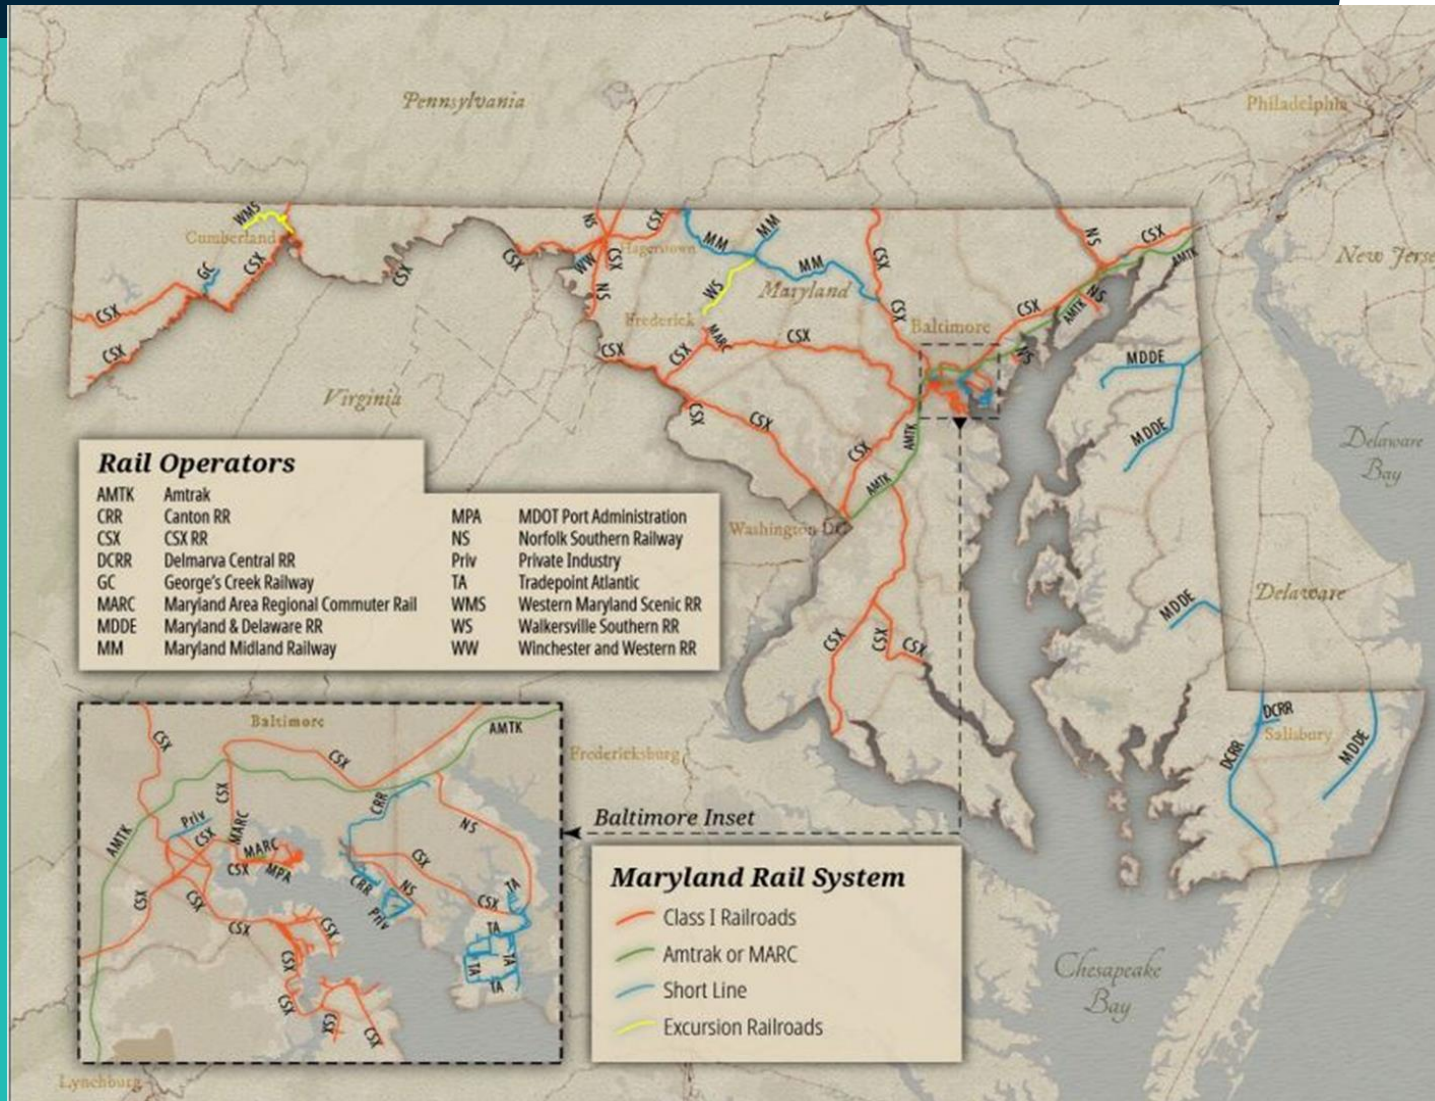 Pennsylvania
Philadelphia
WMS
Cumberland
GC
CSX
CSX
CSX
CSX
CSX
NS
CSX
Hagerstown
WW
CSX
NS
MM
MM
MM
WS
Maryland
Frederick
MARC
CSX
CSX
CSX
CSX
CSX
CSX
CSX
Baltimore
CSX
NS
CSX
AMTK
NS
AMTK
NS
New Jerse
Virginia
CSX
AMTK
AMTK
Washington DC
MDDE
MDDE
MDDE
Delaware
Bay
Delaware
CSX
CSX
CSX
DCRR
DCRR
Salisbury
MDDE
Rail Operators
AMTK Amtrak
CRR Canton RR
CSX CSX RR
DCRR Delmarva Central RR
GC George's Creek Railway
MARC Maryland Area Regional Commuter Rail
MDDE Maryland & Delaware RR
MM Maryland Midland Railway
MPA MDOT Port Administration
NS Norfolk Southern Railway
Priv Private Industry
TA Tradepoint Atlantic
WMS Western Maryland Scenic RR
WS Walkersville Southern RR
WW Winchester and Western RR
Fredericksburg
Baltimore
AMTK
CSX
CSX
CSX
AMTK
Priv
CSX
MARC
MARC
CSX
MPA
CRR
NS
CSX
CRR
NS
Priv
CSX
TA
TA
TA
TA
TA
CSX
CSX
CSX
CSX
CSX
CSX
CSX
CSX
Baltimore Inset
Maryland Rail System
Class I Railroads
Amtrak or MARC
Short Line
Excursion Railroads
Chesapeake
Bay
Lynchburg